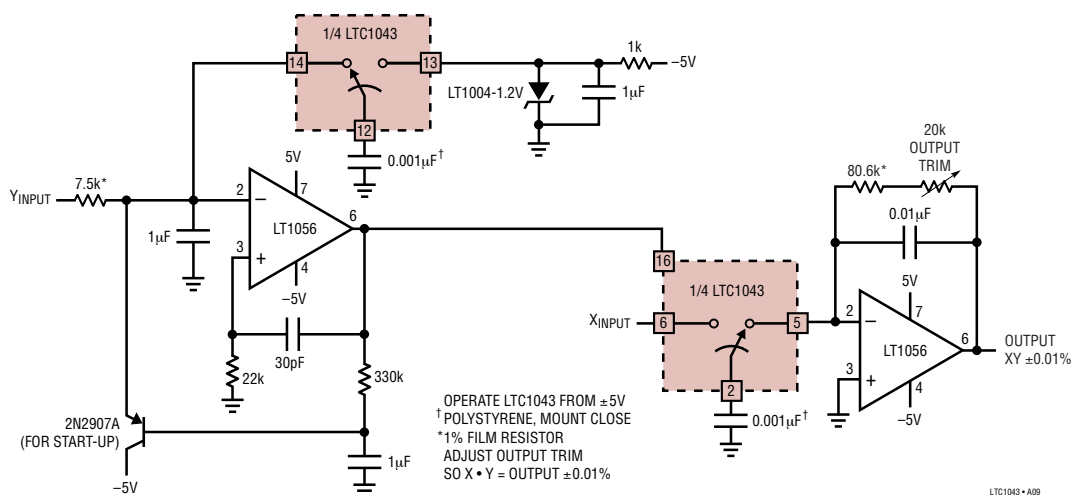 1/4 LTC1043
14
13
12
1k
–5V
LT1004-1.2V
1µF
0.001µF†
YINPUT
7.5k*
1µF
5V
2
7
LT1056
6
3
4
–5V
30pF
22k
330k
2N2907A
(FOR START-UP)
–5V
1µF
16
1/4 LTC1043
XINPUT
6
5
2
0.001µF†
20k
OUTPUT
TRIM
80.6k*
0.01µF
5V
2
7
LT1056
6
3
4
–5V
OUTPUT
XY ±0.01%
OPERATE LTC1043 FROM ±5V
†POLYSTYRENE, MOUNT CLOSE
*1% FILM RESISTOR
ADJUST OUTPUT TRIM
SO X • Y = OUTPUT ±0.01%
LTC1043 • A09